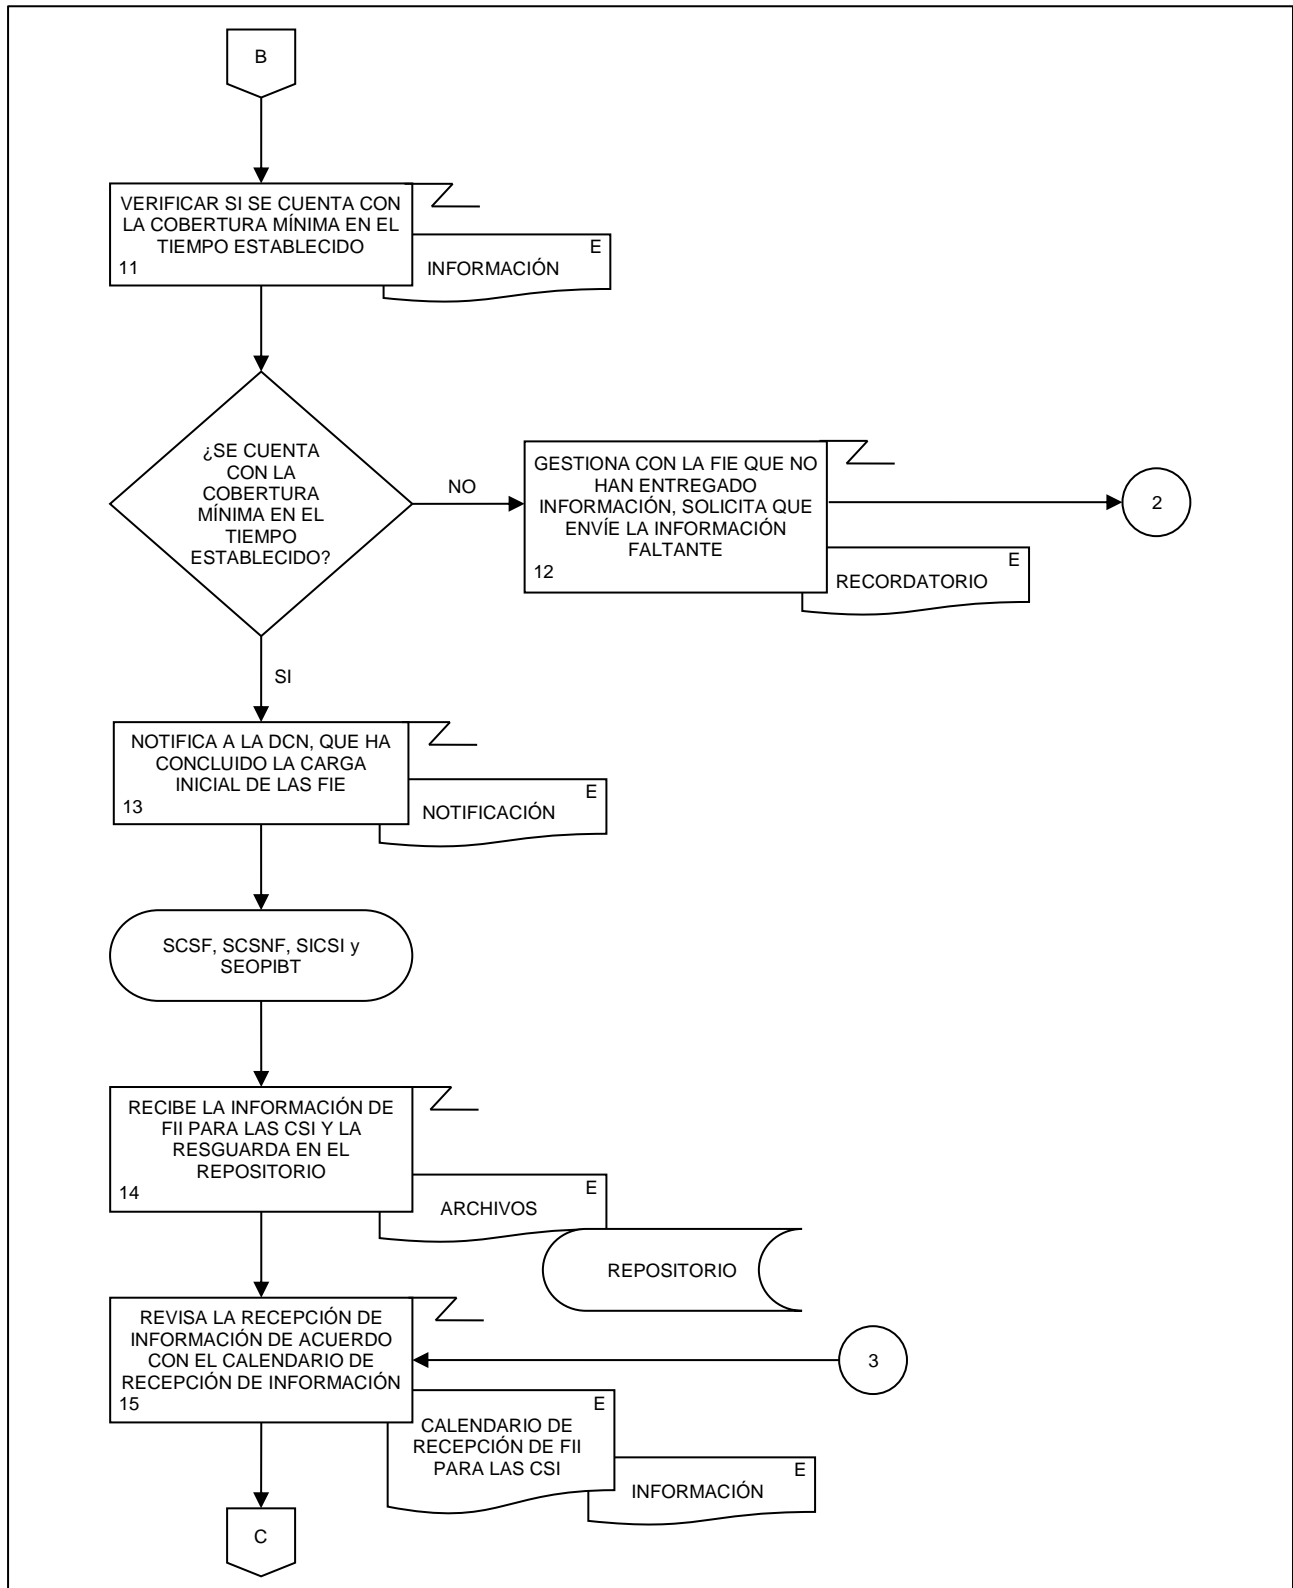 B
VERIFICAR SI SE CUENTA CON
LA COBERTURA MÍNIMA EN EL
TIEMPO ESTABLECIDO
11
E
INFORMACIÓN
¿SE CUENTA
CON LA
COBERTURA
MÍNIMA EN EL
TIEMPO
ESTABLECIDO?
NO
GESTIONA CON LA FIE QUE NO
HAN ENTREGADO
INFORMACIÓN, SOLICITA QUE
ENVÍE LA INFORMACIÓN
FALTANTE
12
2
E
RECORDATORIO
SI
NOTIFICA A LA DCN, QUE HA
CONCLUIDO LA CARGA
INICIAL DE LAS FIE
13
E
NOTIFICACIÓN
SCSF, SCSNF, SICSI y
SEOPIBT
RECIBE LA INFORMACIÓN DE
FII PARA LAS CSI Y LA
RESGUARDA EN EL
REPOSITORIO
14
E
ARCHIVOS
REPOSITORIO
REVISA LA RECEPCIÓN DE
INFORMACIÓN DE ACUERDO
CON EL CALENDARIO DE
RECEPCIÓN DE INFORMACIÓN
15
3
E
CALENDARIO DE
RECEPCIÓN DE FII
PARA LAS CSI
E
INFORMACIÓN
C